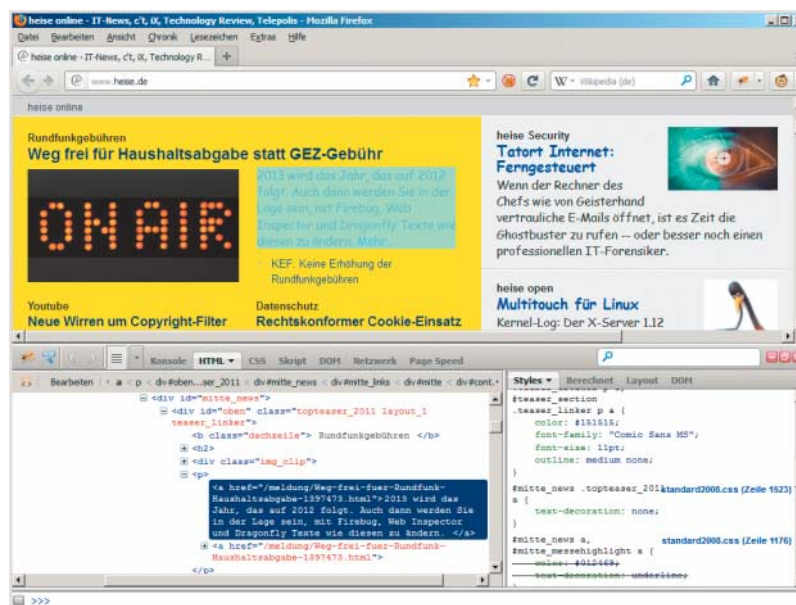 heise online - IT-News, c't, iX, Technology Review, Telepolis - Mozilla Firefox
Datei Bearbeiten Ansicht Chronik Lesezeichen Extras Hilfe
heise online - IT-News, c't, iX, Technology R... +
www.heise.de
W Wikipedia (de)
heise online
Rundfunkgebühren
Weg frei für Haushaltsabgabe statt GEZ-Gebühr
ON AIR
2013 wird das Jahr, das auf 2012
folgt. Auch dann werden Sie in der
Lage sein, mit Firebug, Web
Inspector und Dragonfly Texte wie
diesen zu ändern. Mehr
KEF: Keine Erhöhung der
Rundfunkgebühren
Youtube
Neue Wirren um Copyright-Filter
Datenschutz
Rechtskonformer Cookie-Einsatz
heise Security
Tatort Internet:
Ferngesteuert
Wenn der Rechner des
Chefs wie von Geisterhand
vertrauliche E-Mails öffnet, ist es Zeit die
Ghostbuster zu rufen -- oder besser noch einen
professionellen IT-Forensiker.
heise open
Multitouch für Linux
Kernel-Log: Der X-Server 1.12
Konsole HTML CSS Skript DOM Netzwerk Page Speed
Bearbeiten a < p < div#oben...ser_2011 < div#mitte_news < div#mitte_links < div#mitte < div#cont.
<div id="mitte_news">
<div id="oben" class="topteaser_2011 layout_1
teaser_linker">
<b class="dachzeile"> Rundfunkgebühren </b>
<h2>
<div class="img_clip">
<p>
<a href="/meldung/Weg-frei-fuer-Rundfunk-
Haushaltsabgabe-1397473.html">2013 wird das
Jahr, das auf 2012 folgt. Auch dann werden Sie
in der Lage sein, mit Firebug, Web Inspector
und Dragonfly Texte wie diesen zu ändern. </a>
<a href="/meldung/Weg-frei-fuer-Rundfunk-
Haushaltsabgabe-1397473.html">
</p>
Styles Berechnet Layout DOM
#teaser_section
.teaser_linker p a {
color: #151515;
font-family: "Comic Sans MS";
font-size: 11pt;
outline: medium none;
}
#mitte_news .topteaser_2011 standard2008.css (Zeile 1523)
a {
text-decoration: none;
}
#mitte_news a, standard2008.css (Zeile 1176)
#mitte_messehighlight a {
color: #012469;
text-decoration: underline;
>>>